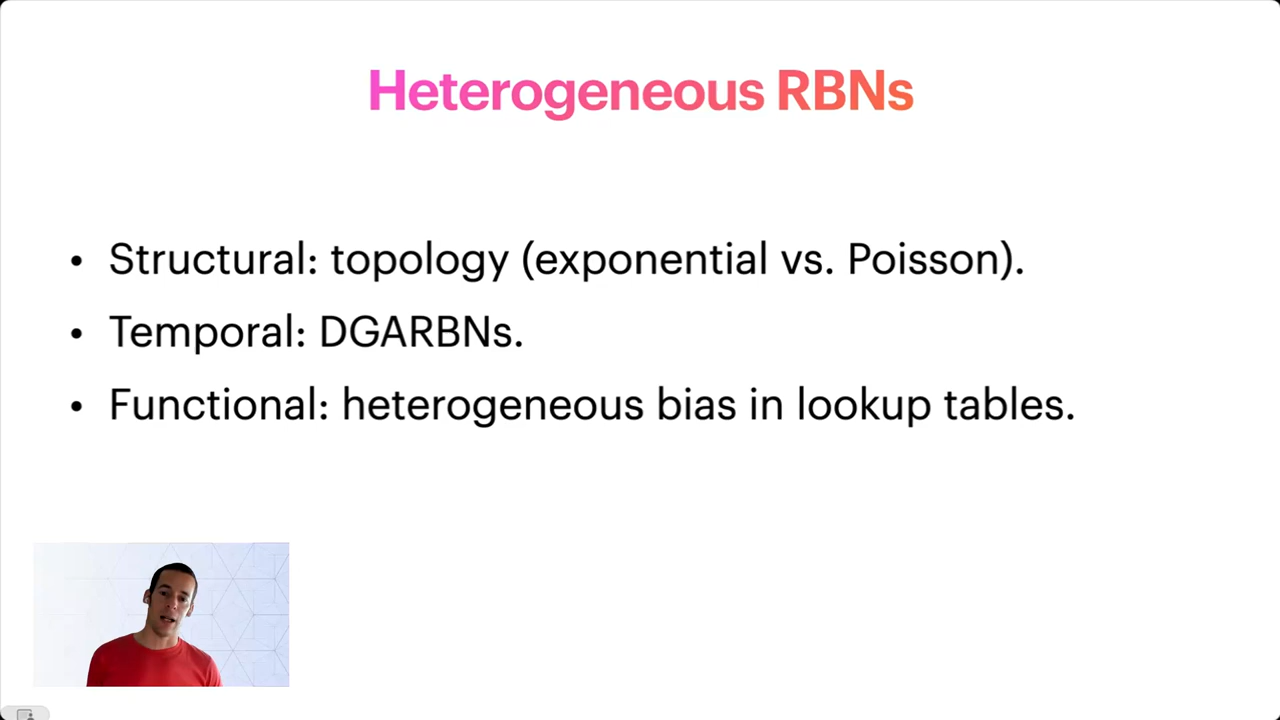 Heterogeneous RBNs
• Structural: topology (exponential vs. Poisson).
• Temporal: DGARBNs.
• Functional: heterogeneous bias in lookup tables.